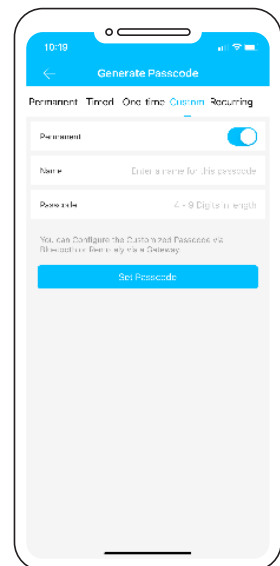 10:19
Generate Passcode
Permanent Timed One-time Custom Recurring
Permanent
Name Enter a name for this passcode
Passcode 4 - 9 Digits in length
You can Configure the Customized Passcode via
Bluetooth or Remotely via a Gateway
Set Passcode